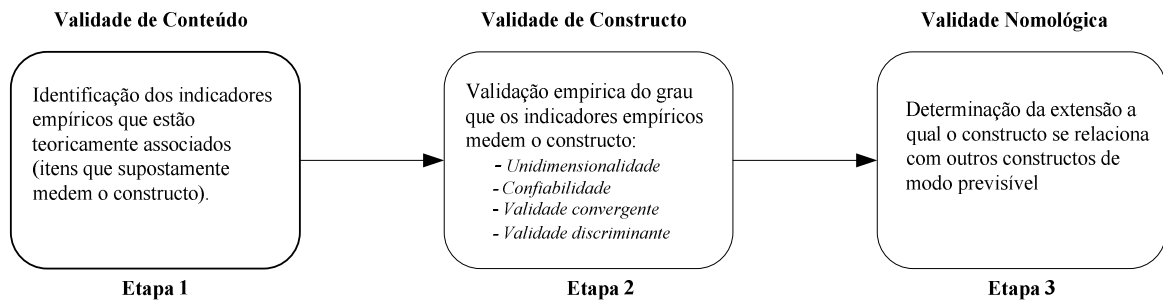 Validade de Conteúdo
Identificação dos indicadores
empíricos que estão
teoricamente associados
(itens que supostamente
medem o constructo).
Etapa 1
Validade de Constructo
Validação empirica do grau
que os indicadores empíricos
medem o constructo:
- Unidimensionalidade
- Confiabilidade
- Validade convergente
- Validade discriminante
Etapa 2
Validade Nomológica
Determinação da extensão a
qual o constructo se relaciona
com outros constructos de
modo previsível
Etapa 3